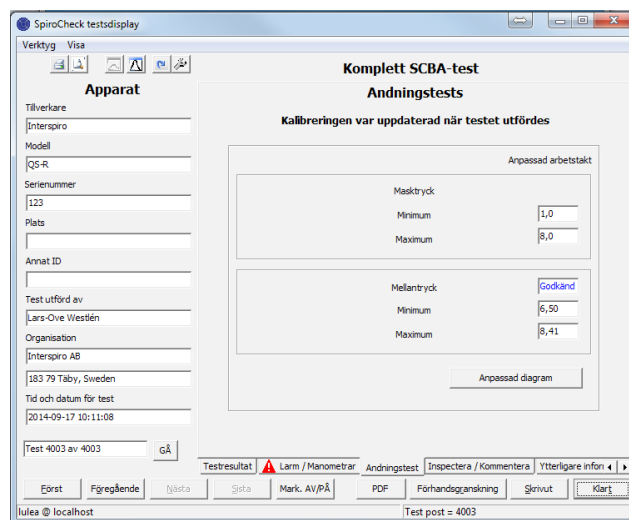 SpiroCheck testsdisplay
Verktyg Visa
Apparat
Tillverkare
Interspiro
Modell
QS-R
Serienummer
123
Plats
Annat ID
Test utförd av
Lars-Ove Westlén
Organisation
Interspiro AB
183 79 Täby, Sweden
Tid och datum för test
2014-09-17 10:11:08
Test 4003 av 4003 GÅ
Komplett SCBA-test
Andningstests
Kalibreringen var uppdaterad när testet utfördes
Anpassad arbetstakt
Masktryck
Minimum 1,0
Maximum 8,0
Mellantryck Godkänd
Minimum 6,50
Maximum 8,41
Anpassad diagram
Testresultat Larm / Manometrar Andningstest Inspectera / Kommentera Ytterligare infor
Först Föregående Nästa Sista Mark. AV/PÅ PDF Förhandsgranskning Skrivut Klart
lulea @ localhost Test post = 4003